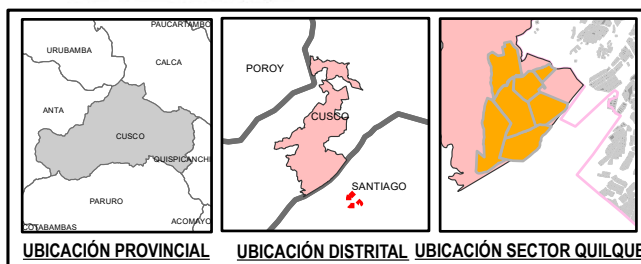 PAUCARTAMBO
URUBAMBA
CALCA
ANTA
CUSCO
QUISPICANCHI
PARURO
ACOMAYO
COTABAMBAS
UBICACIÓN PROVINCIAL
POROY
CUSCO
SANTIAGO
UBICACIÓN DISTRITAL
UBICACIÓN SECTOR QUILQUE